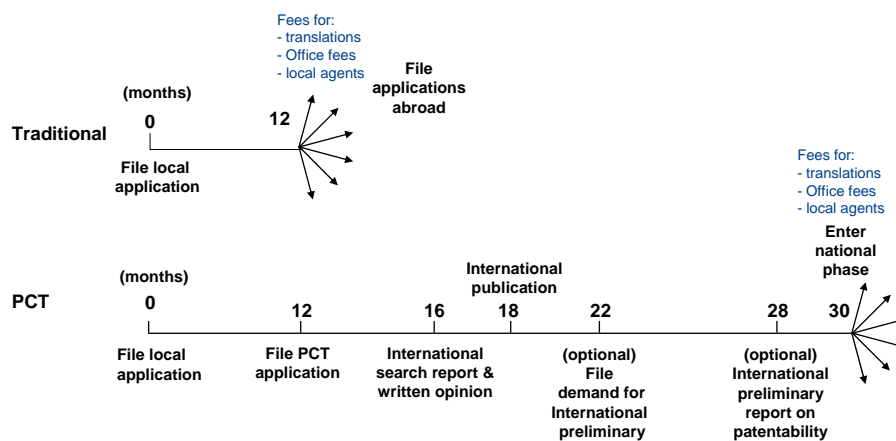 Fees for:
- translations
- Office fees
- local agents
File
applications
abroad
(months)
0
12
Traditional
File local
application
Fees for:
- translations
- Office fees
- local agents
Enter
national
phase
International
publication
(months)
0
12
16
18
22
28
30
PCT
File local
application
File PCT
application
International
search report &
written opinion
(optional)
File
demand for
International
preliminary
(optional)
International
preliminary
report on
patentability